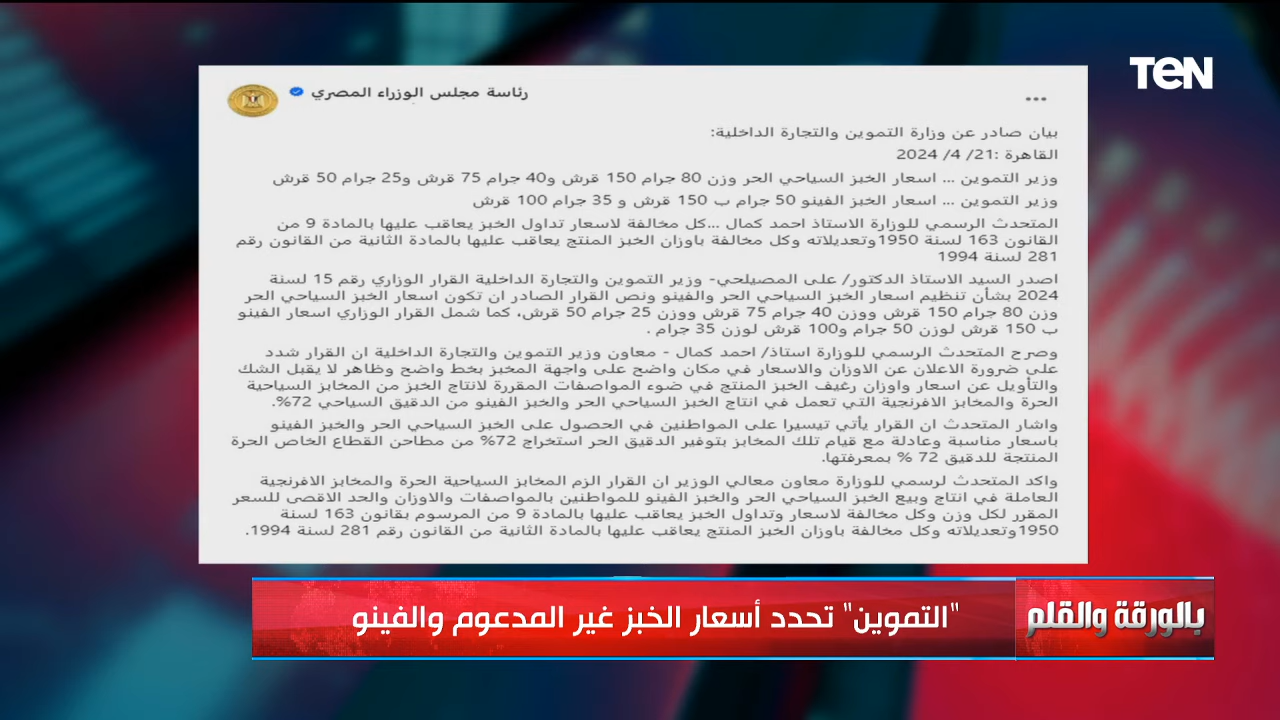 TEN
رئاسة مجلس الوزراء المصري
بيان صادر عن وزارة التموين والتجارة الداخلية:
القاهرة :21/ 4/ 2024
وزير التموين ... اسعار الخبز السياحي الحر وزن 80 جرام 150 قرش و40 جرام 75 قرش و25 جرام 50 قرش
وزير التموين ... اسعار الخبز الفينو 50 جرام ب 150 قرش و 35 جرام 100 قرش
المتحدث الرسمي للوزارة الاستاذ احمد كمال ...كل مخالفة لاسعار تداول الخبز يعاقب عليها بالمادة 9 من
القانون 163 لسنة 1950وتعديلاته وكل مخالفة باوزان الخبز المنتج يعاقب عليها بالمادة الثانية من القانون رقم
281 لسنة 1994
اصدر السيد الاستاذ الدكتور/ على المصيلحي- وزير التموين والتجارة الداخلية القرار الوزاري رقم 15 لسنة
2024 بشأن تنظيم اسعار الخبز السياحي الحر والفينو ونص القرار الصادر ان تكون اسعار الخبز السياحي الحر
وزن 80 جرام 150 قرش ووزن 40 جرام 75 قرش ووزن 25 جرام 50 قرش، كما شمل القرار الوزاري اسعار الفينو
ب 150 قرش لوزن 50 جرام و100 قرش لوزن 35 جرام .
وصرح المتحدث الرسمي للوزارة استاذ/ احمد كمال - معاون وزير التموين والتجارة الداخلية ان القرار شدد
على ضرورة الاعلان عن الاوزان والاسعار في مكان واضح على واجهة المخبز بخط واضح وظاهر لا يقبل الشك
والتأويل عن اسعار واوزان رغيف الخبز المنتج في ضوء المواصفات المقررة لانتاج الخبز من المخابز السياحية
الحرة والمخابز الافرنجية التي تعمل في انتاج الخبز السياحي الحر والخبز الفينو من الدقيق السياحي 72%.
واشار المتحدث ان القرار يأتي تيسيرا على المواطنين في الحصول على الخبز السياحي الحر والخبز الفينو
باسعار مناسبة وعادلة مع قيام تلك المخابز بتوفير الدقيق الحر استخراج 72% من مطاحن القطاع الخاص الحرة
المنتجة للدقيق 72 % بمعرفتها.
واكد المتحدث لرسمي للوزارة معاون معالي الوزير ان القرار الزم المخابز السياحية الحرة والمخابز الافرنجية
العاملة في انتاج وبيع الخبز السياحي الحر والخبز الفينو للمواطنين بالمواصفات والاوزان والحد الاقصى للسعر
المقرر لكل وزن وكل مخالفة لاسعار وتداول الخبز يعاقب عليها بالمادة 9 من المرسوم بقانون 163 لسنة
1950وتعديلاته وكل مخالفة باوزان الخبز المنتج يعاقب عليها بالمادة الثانية من القانون رقم 281 لسنة 1994.
بالورقة والقلم
"التموين" تحدد أسعار الخبز غير المدعوم والفينو